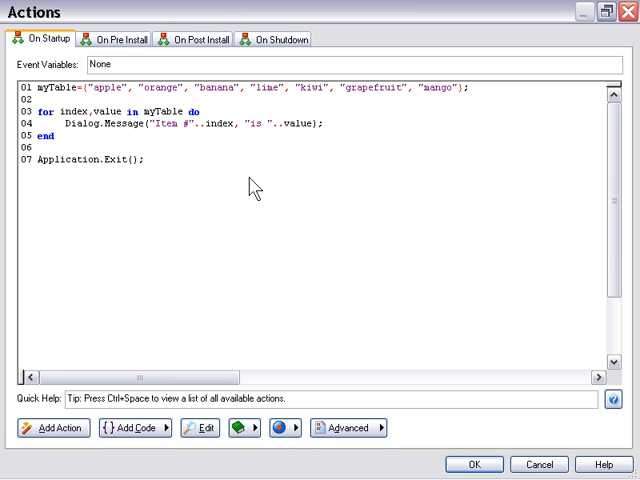 Actions
On Startup On Pre Install On Post Install On Shutdown
Event Variables: None
01 myTable={"apple", "orange", "banana", "lime", "kiwi", "grapefruit", "mango"};
02
03 for index,value in myTable do
04     Dialog.Message("Item #"..index, "is "..value);
05 end
06
07 Application.Exit();
Quick Help: Tip: Press Ctrl+Space to view a list of all available actions.
Add Action {} Add Code Edit Advanced
OK Cancel Help